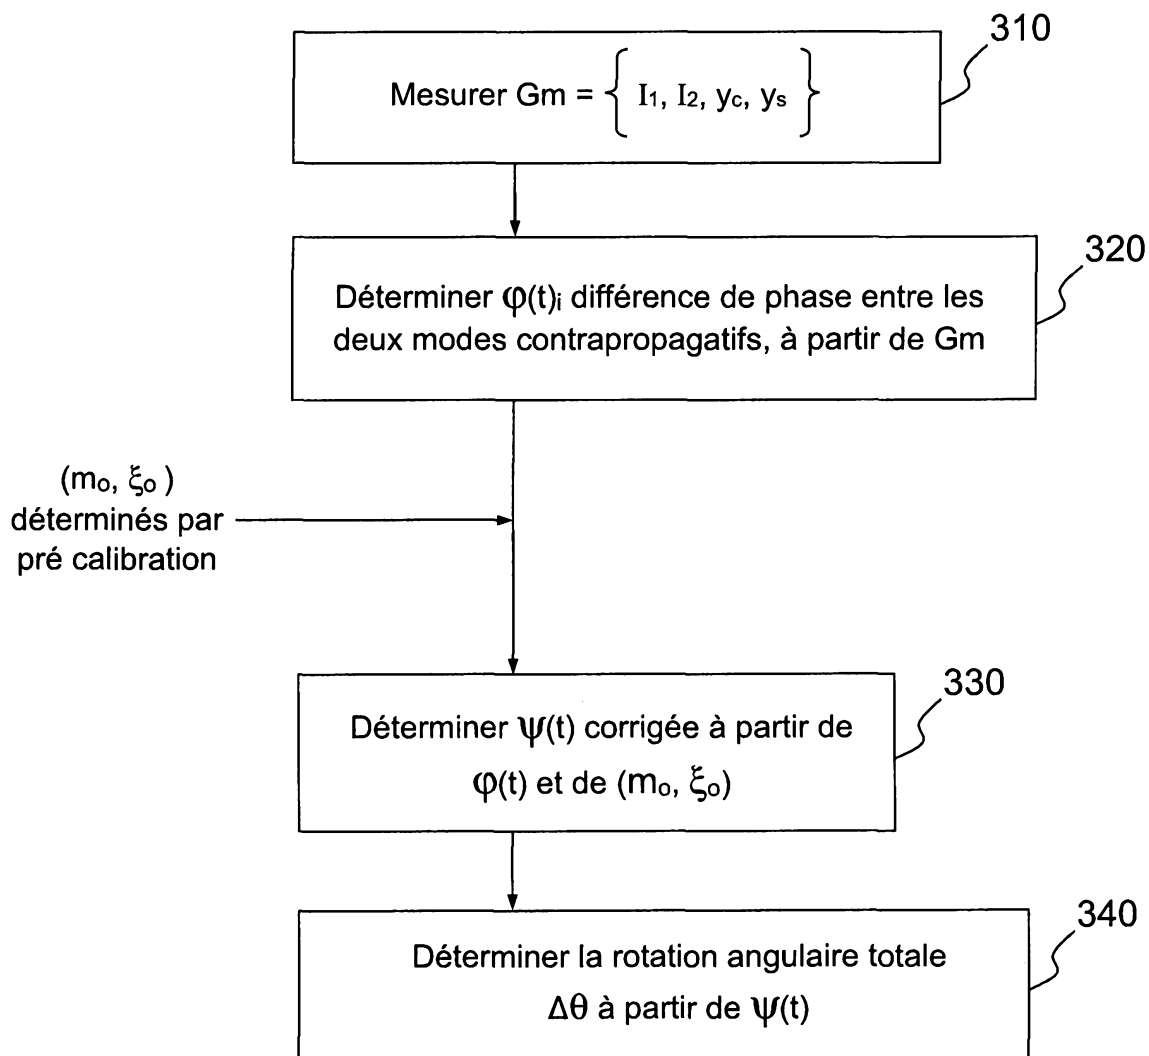 310
Mesurer Gm = { I₁, I₂, yc, ys }
320
Déterminer φ(t)ᵢ différence de phase entre les
deux modes contrapropagatifs, à partir de Gm
(mₒ, ξₒ )
déterminés par
pré calibration
330
Déterminer ψ(t) corrigée à partir de
φ(t) et de (mₒ, ξₒ)
340
Déterminer la rotation angulaire totale
Δθ à partir de ψ(t)